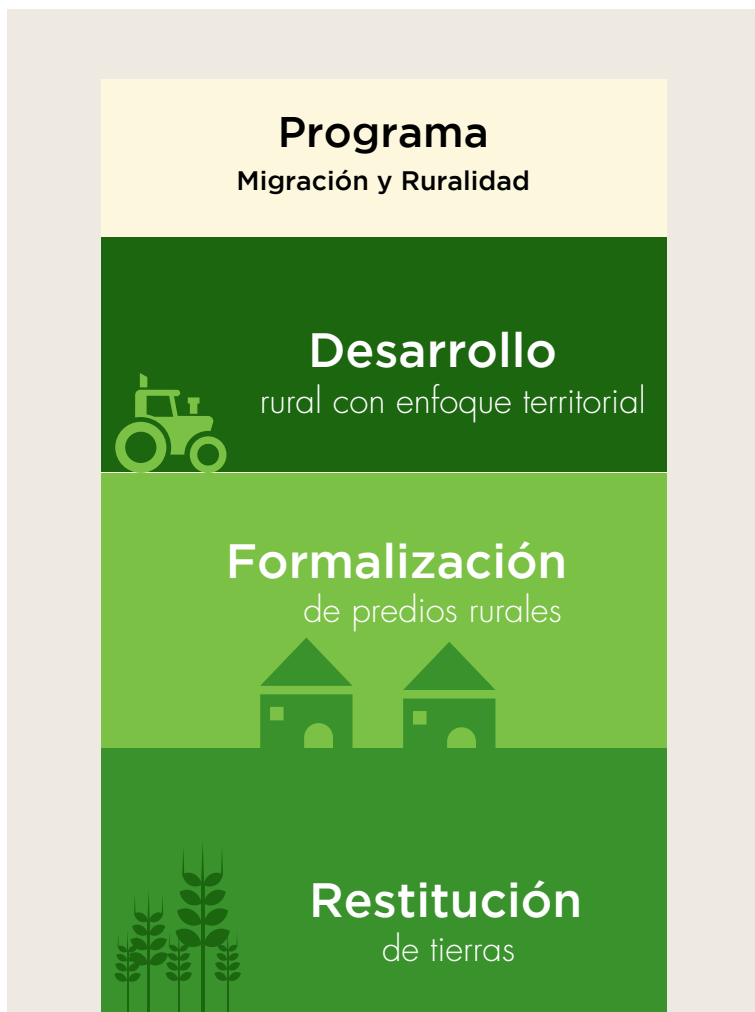 Programa
Migración y Ruralidad
Desarrollo
rural con enfoque territorial
Formalización
de predios rurales
Restitución
de tierras